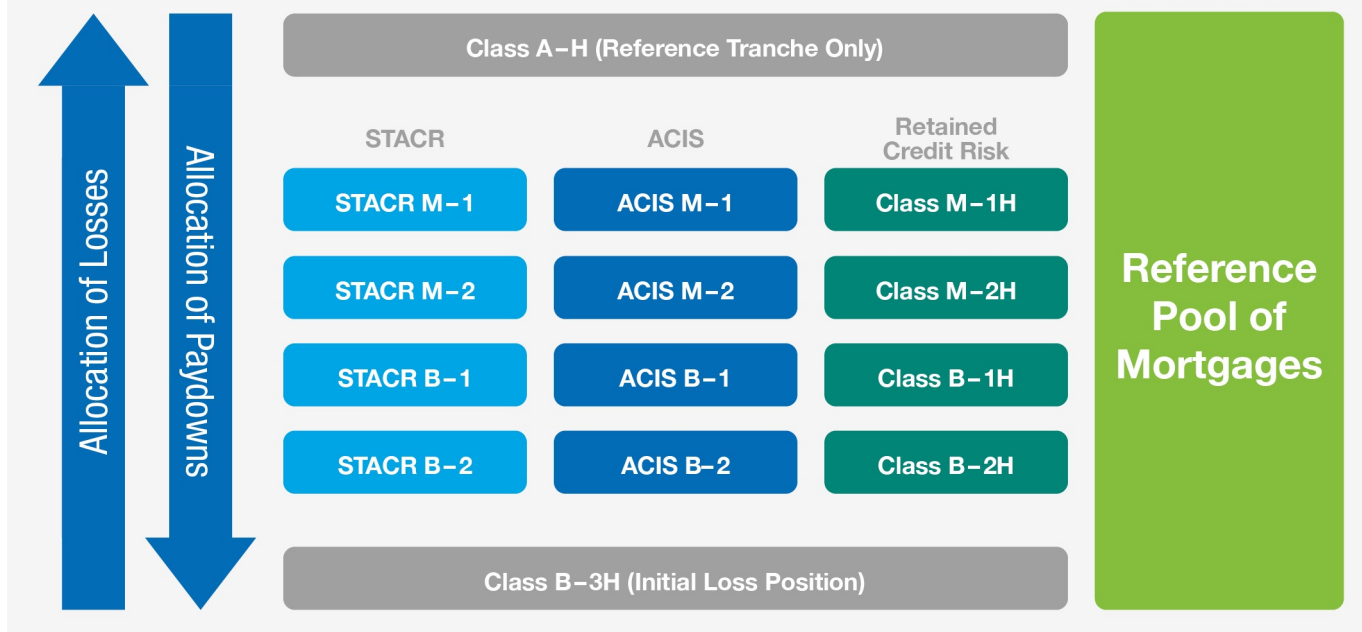 Allocation of Losses
Allocation of Paydowns
Class A–H (Reference Tranche Only)
STACR
ACIS
Retained
Credit Risk
STACR M–1
ACIS M–1
Class M–1H
STACR M–2
ACIS M–2
Class M–2H
STACR B–1
ACIS B–1
Class B–1H
STACR B–2
ACIS B–2
Class B–2H
Class B–3H (Initial Loss Position)
Reference
Pool of
Mortgages